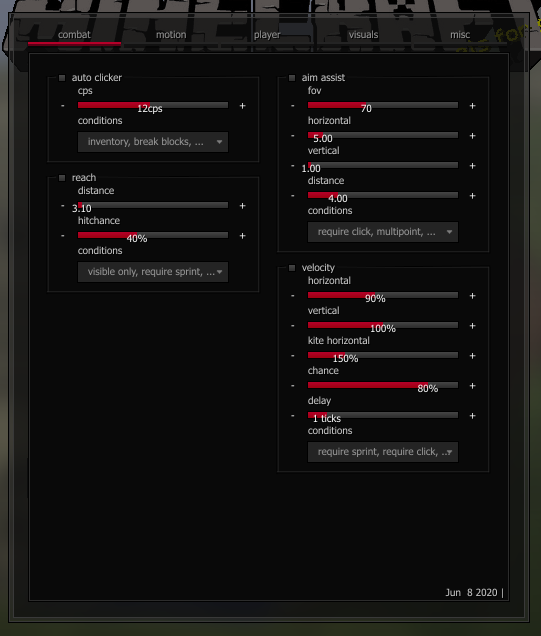 combat motion player visuals misc
auto clicker
cps
- 12cps +
conditions
inventory, break blocks, ...
reach
distance
- 3.10 +
hitchance
- 40% +
conditions
visible only, require sprint, ...
aim assist
fov
- 70 +
horizontal
- 5.00 +
vertical
- 1.00 +
distance
- 4.00 +
conditions
require click, multipoint, ...
velocity
horizontal
- 90% +
vertical
- 100% +
kite horizontal
- 150% +
chance
- 80% +
delay
- 1 ticks +
conditions
require sprint, require click, ...
Jun 8 2020 |